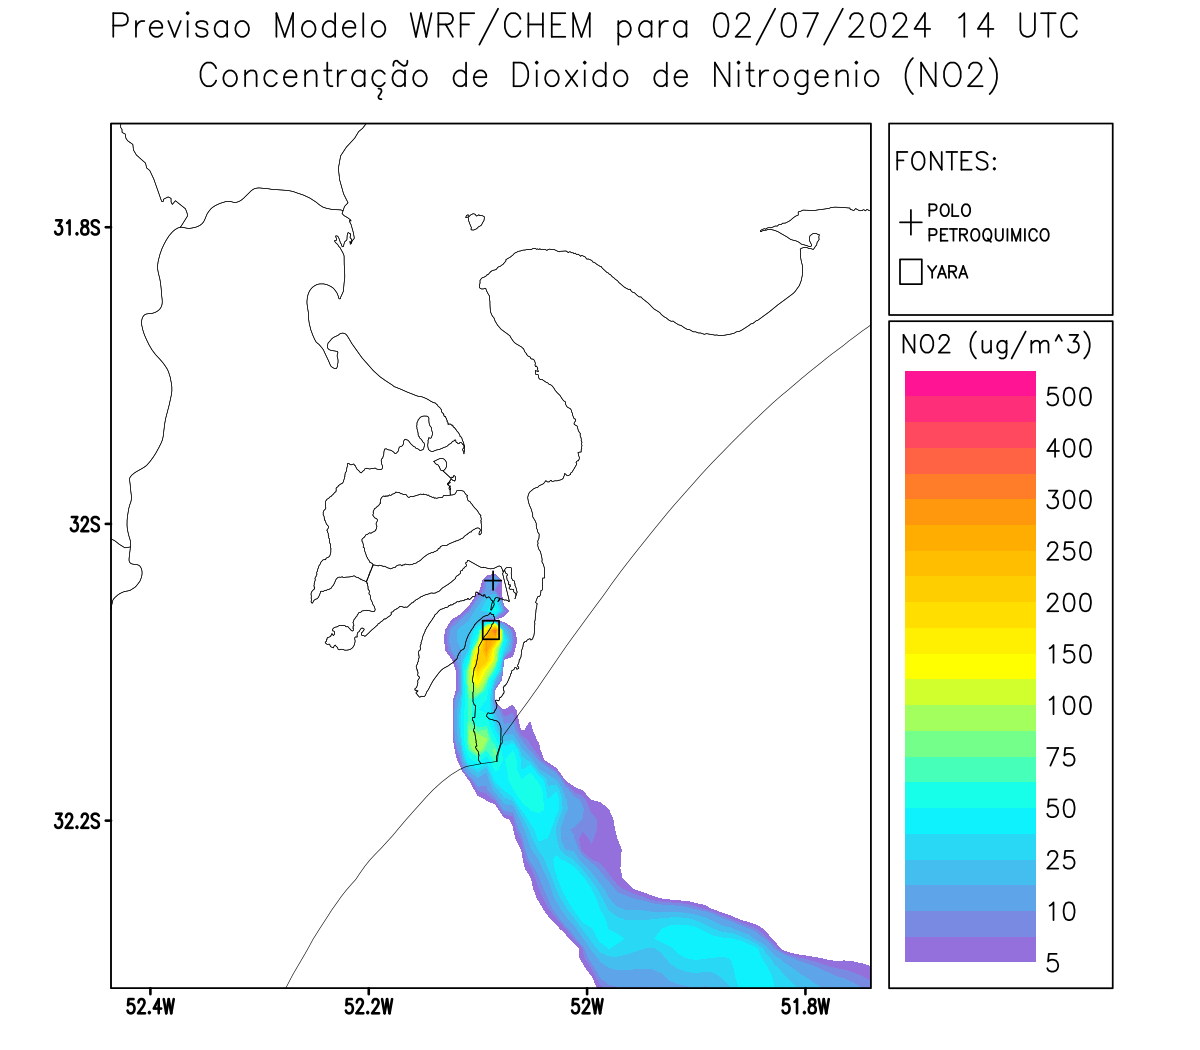 Previsao Modelo WRF/CHEM para 02/07/2024 14 UTC
Concentração de Dioxido de Nitrogenio (NO2)
FONTES:
POLO
PETROQUIMICO
YARA
NO2 (ug/m^3)
500
400
300
250
200
150
100
75
50
25
10
5
31.8S
32S
32.2S
52.4W
52.2W
52W
51.8W